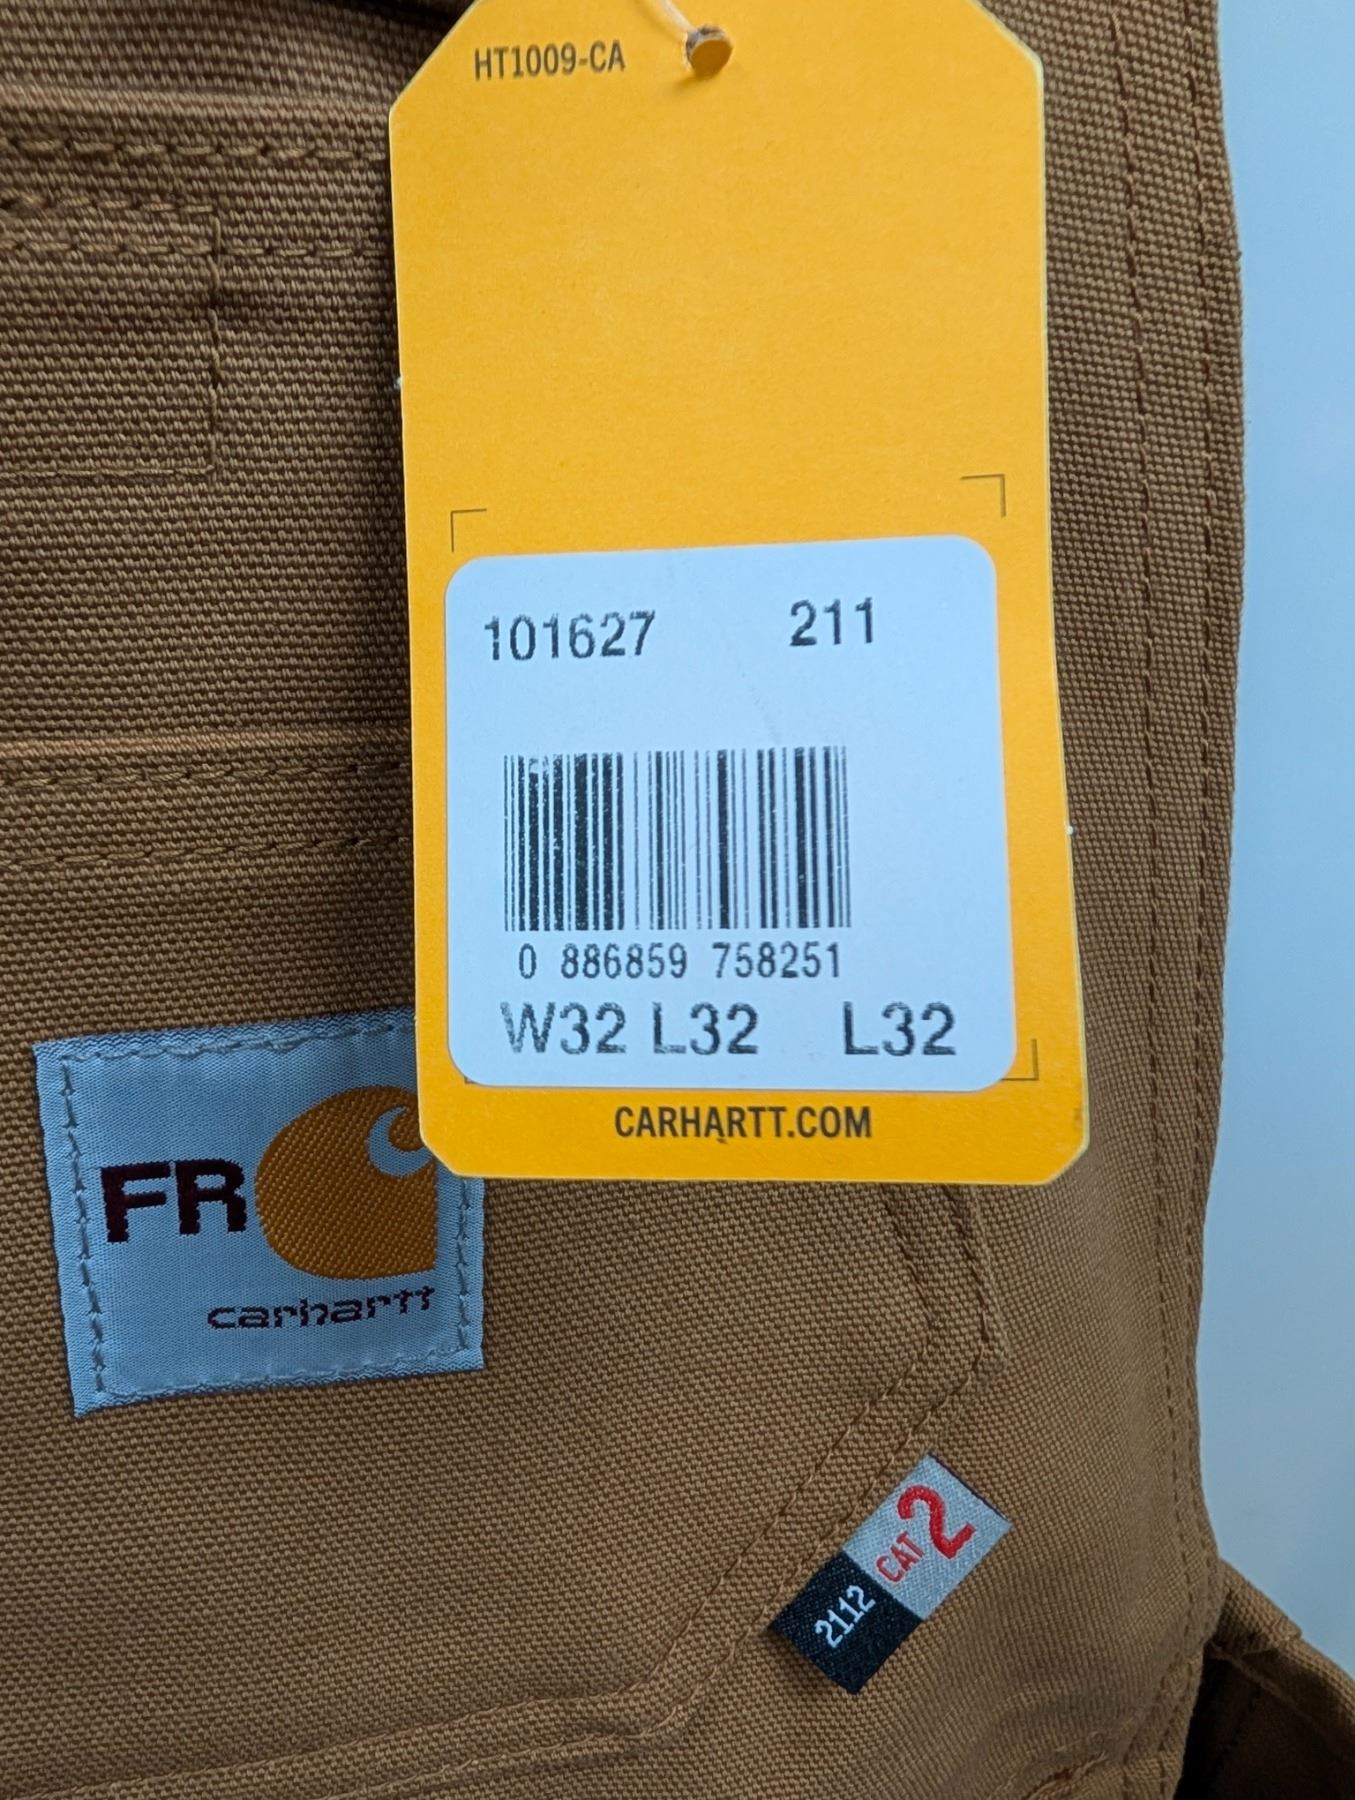 HT1009-CA
101627 211
0 886859 758251
W32 L32 L32
CARHARTT.COM
FR
carhartt
CAT 2
2112